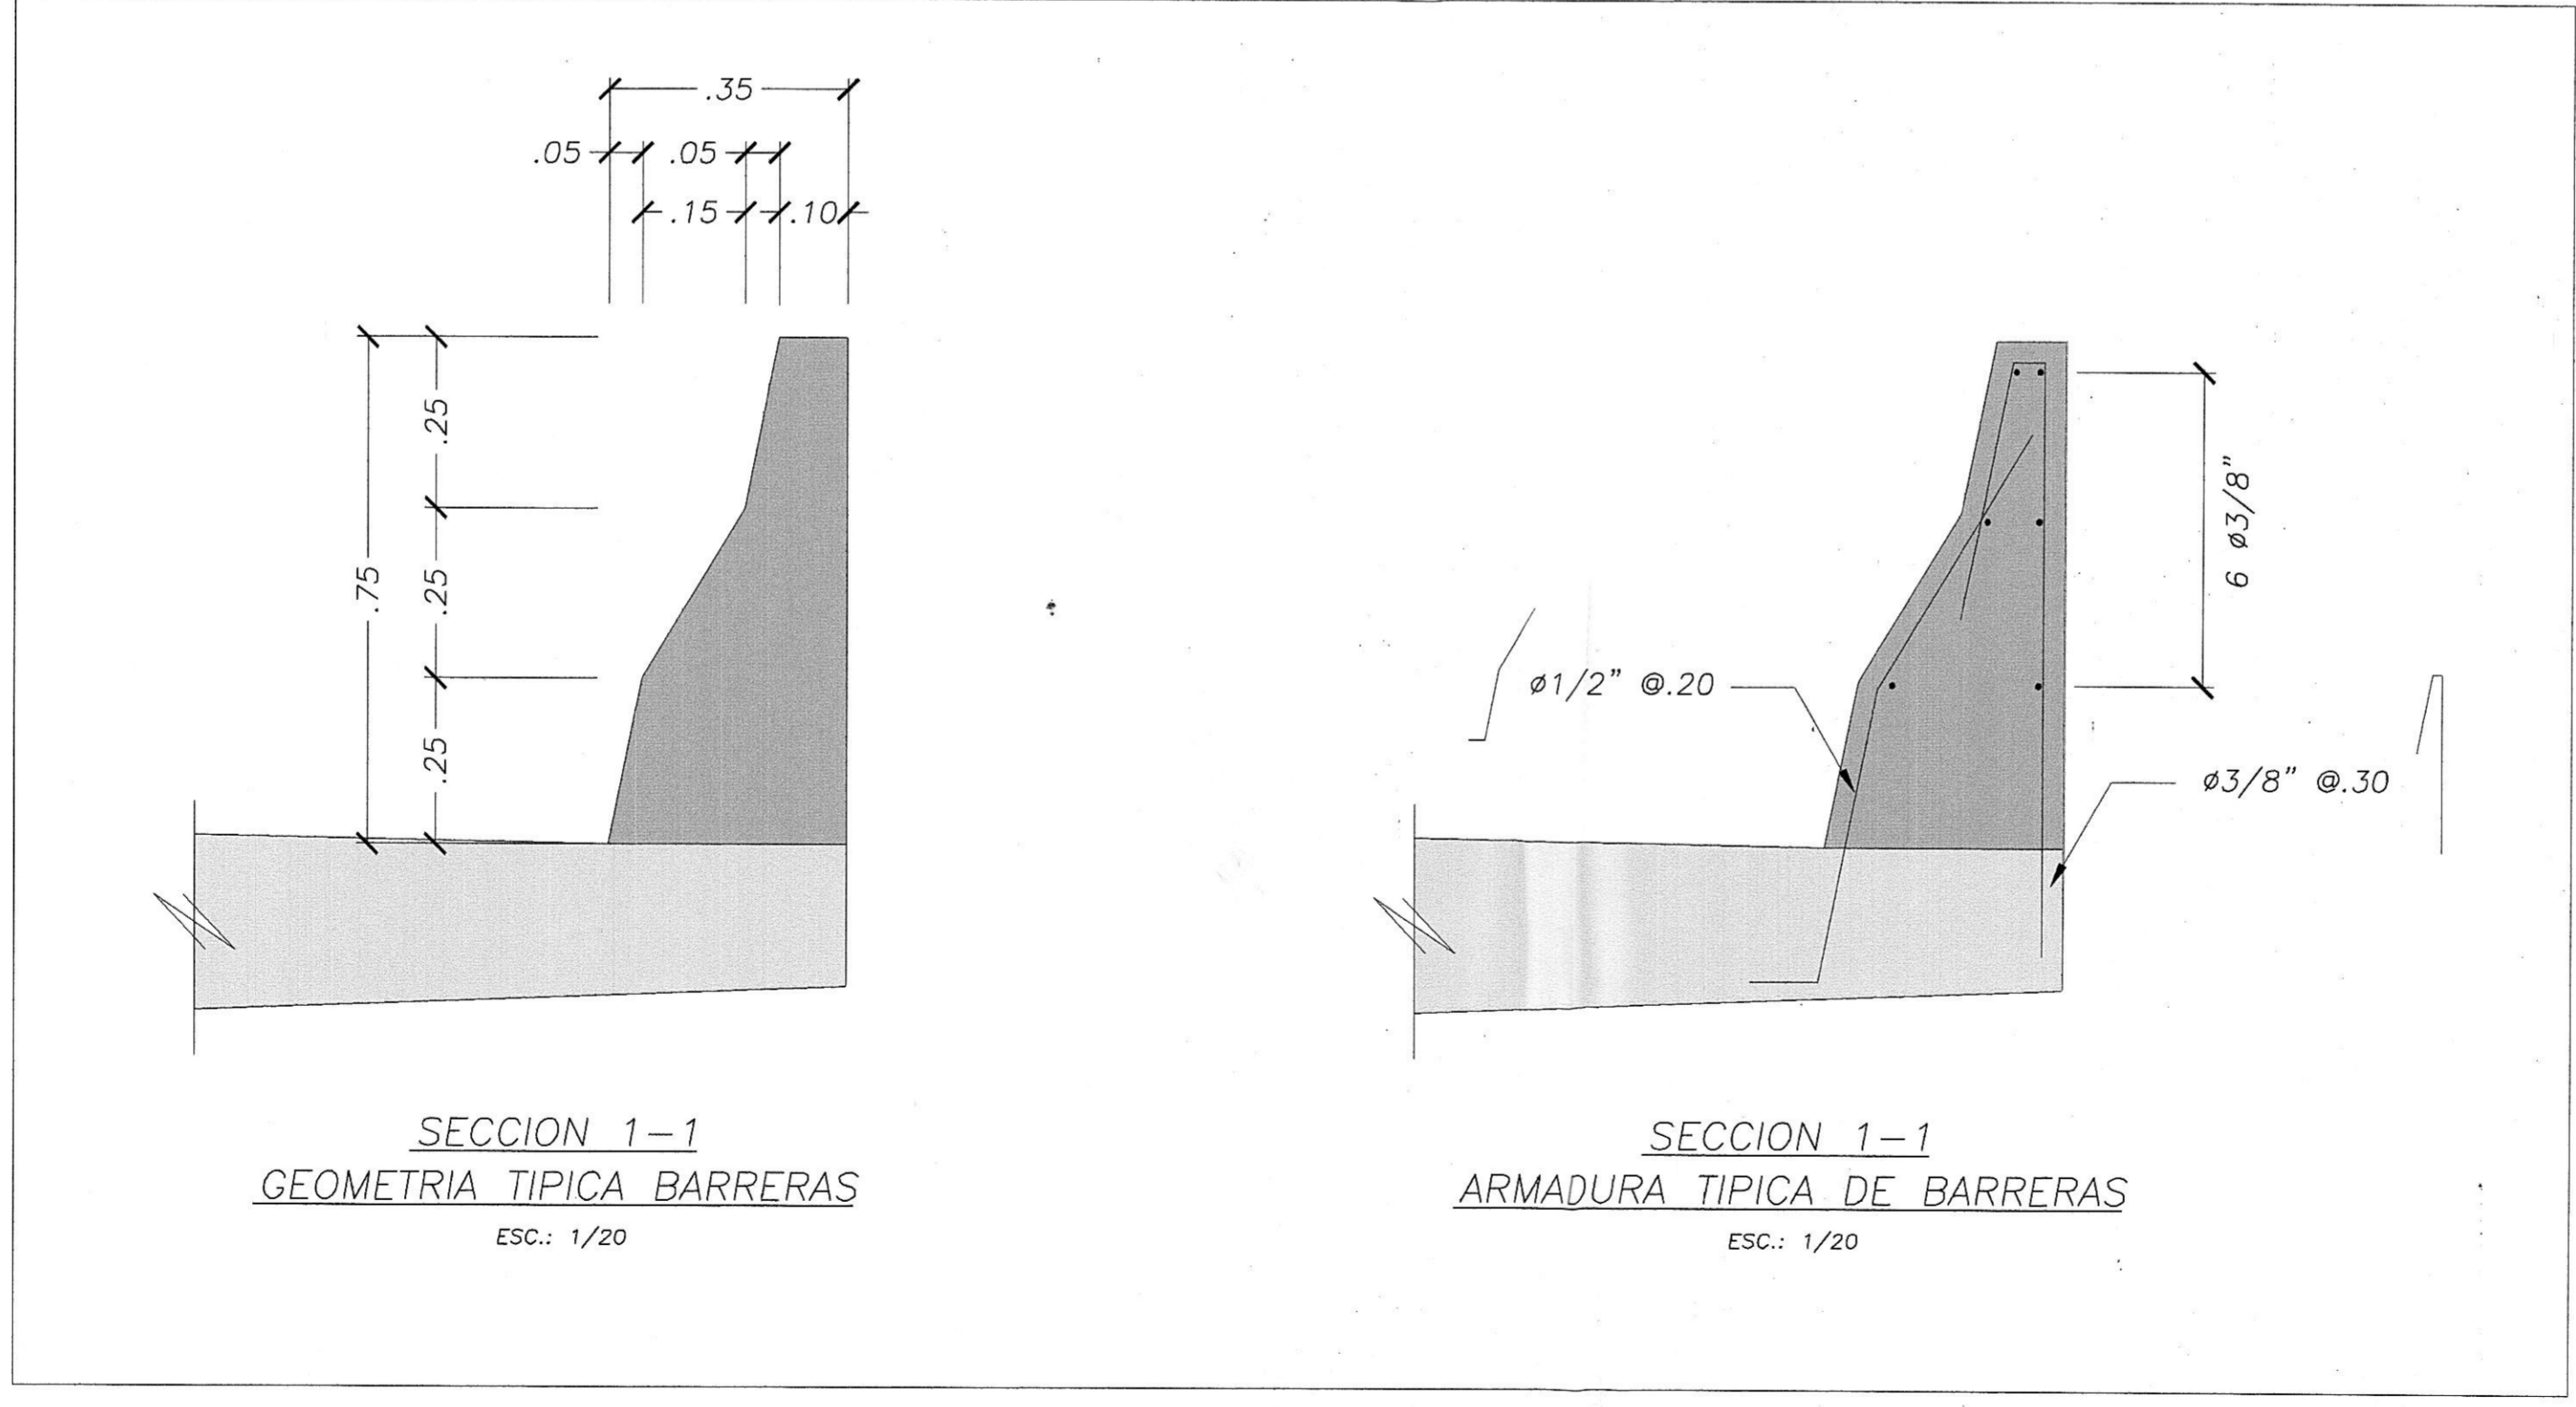 .35
.05
.05
.15
.10
.75
.25
.25
.25
SECCION 1-1
GEOMETRIA TIPICA BARRERAS
ESC.: 1/20
6 ø3/8"
ø1/2" @.20
ø3/8" @.30
SECCION 1-1
ARMADURA TIPICA DE BARRERAS
ESC.: 1/20